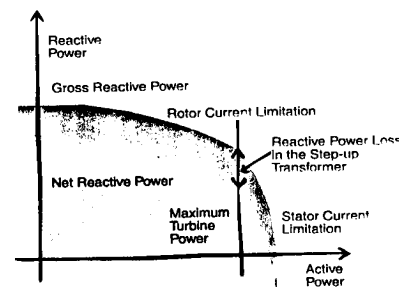 Reactive
Power
Gross Reactive Power
Rotor Current Limitation
Reactive Power Loss
in the Step-up
Transformer
Net Reactive Power
Maximum
Turbine
Power
Stator Current
Limitation
Active
Power